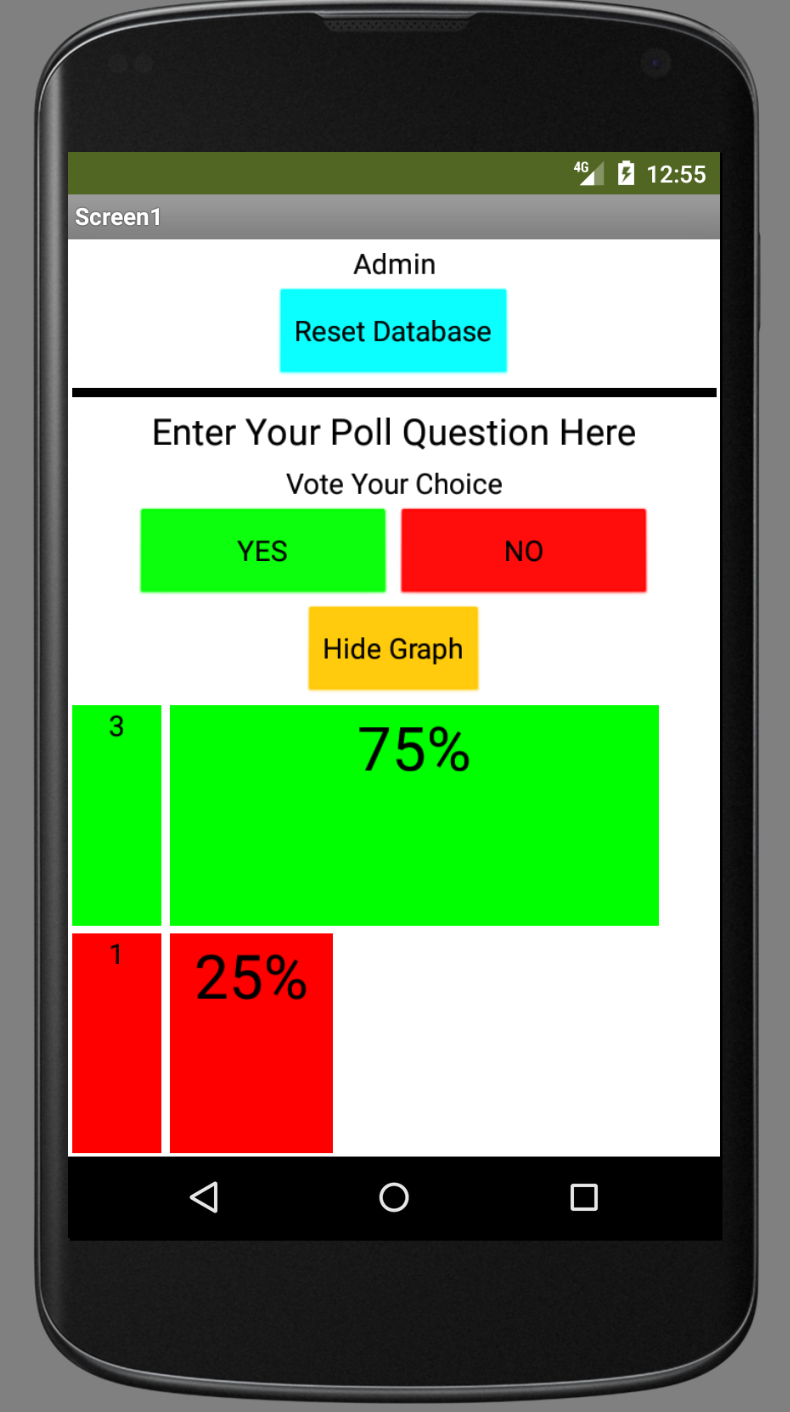 4G 12:55
Screen1
Admin
Reset Database
Enter Your Poll Question Here
Vote Your Choice
YES NO
Hide Graph
3 75%
1 25%